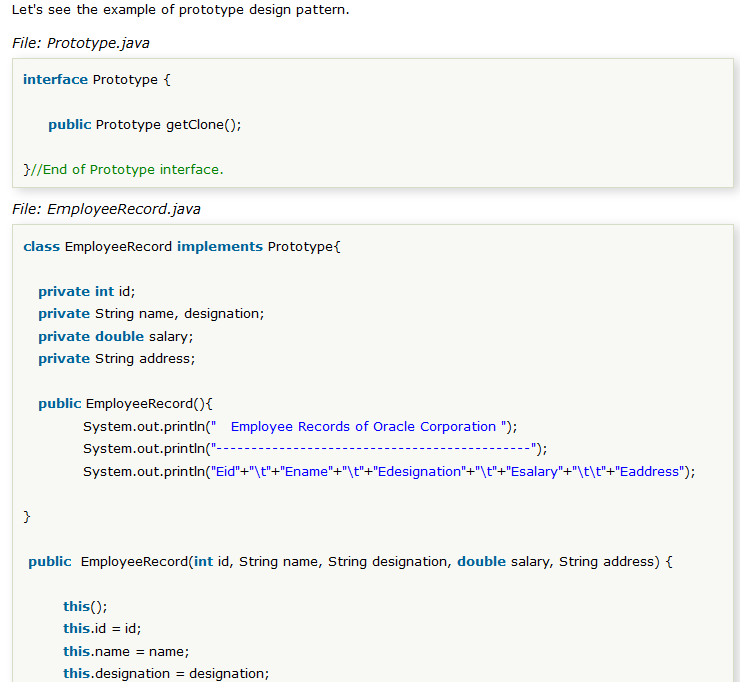 Let's see the example of prototype design pattern.
File: Prototype.java
interface Prototype {
public Prototype getClone();
}//End of Prototype interface.
File: EmployeeRecord.java
class EmployeeRecord implements Prototype{
private int id;
private String name, designation;
private double salary;
private String address;
public EmployeeRecord(){
System.out.println("   Employee Records of Oracle Corporation ");
System.out.println("---------------------------------------------");
System.out.println("Eid"+"\t"+"Ename"+"\t"+"Edesignation"+"\t"+"Esalary"+"\t\t"+"Eaddress");
}
public  EmployeeRecord(int id, String name, String designation, double salary, String address) {
this();
this.id = id;
this.name = name;
this.designation = designation;